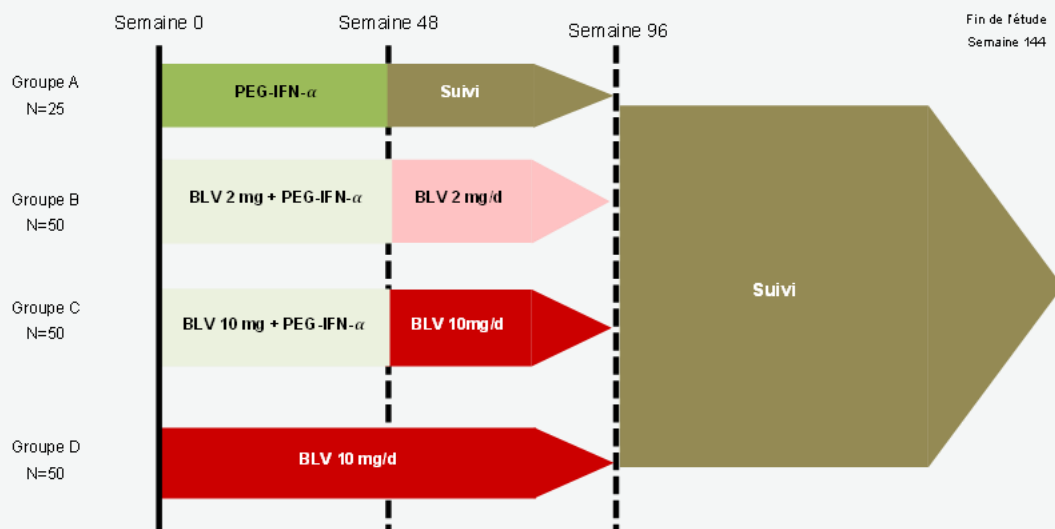 Semaine 0
Semaine 48
Semaine 96
Fin de l'étude
Semaine 144
Groupe A
N=25
PEG-IFN-α
Suivi
Groupe B
N=50
BLV 2 mg + PEG-IFN-α
BLV 2 mg/d
Groupe C
N=50
BLV 10 mg + PEG-IFN-α
BLV 10mg/d
Suivi
Groupe D
N=50
BLV 10 mg/d